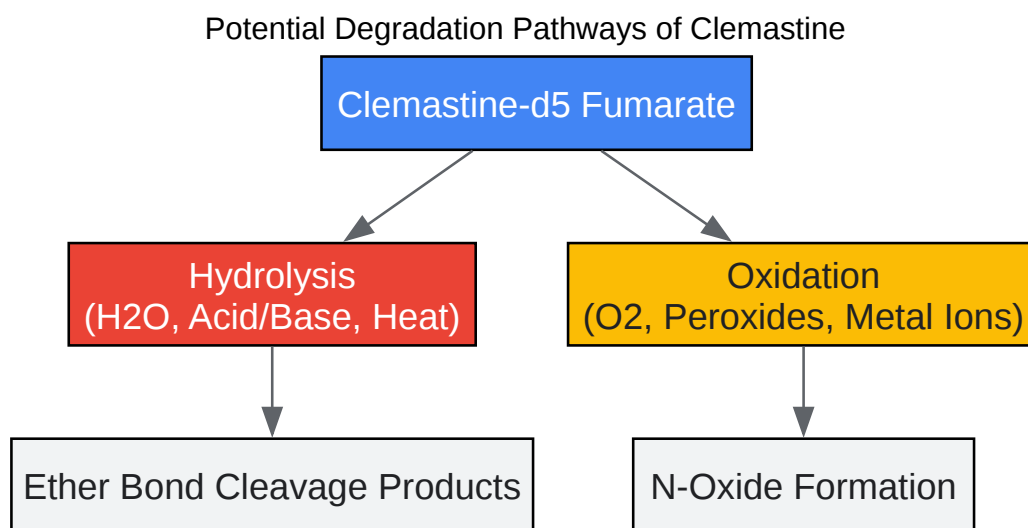 Potential Degradation Pathways of Clemastine
Clemastine-d5 Fumarate
Hydrolysis
(H2O, Acid/Base, Heat)
Oxidation
(O2, Peroxides, Metal Ions)
Ether Bond Cleavage Products
N-Oxide Formation